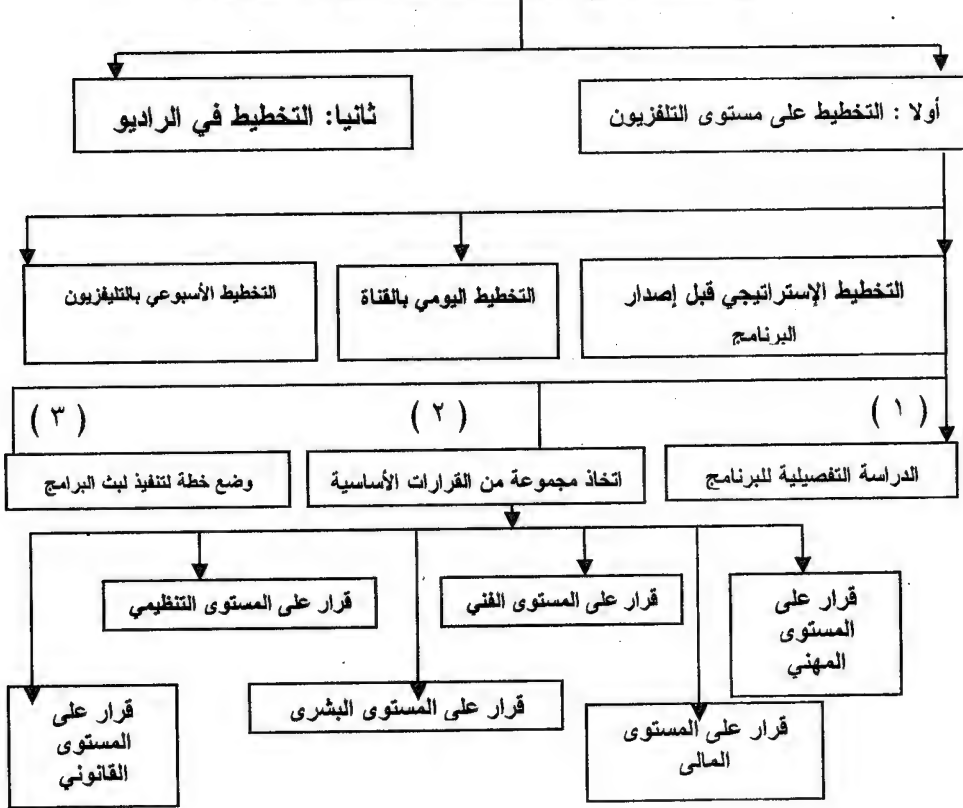 أولا : التخطيط على مستوى التلفزيون
ثانيا: التخطيط في الراديو
التخطيط الإستراتيجي قبل إصدار
البرنامج
التخطيط اليومي بالقناة
التخطيط الأسبوعي بالتليفزيون
( ١ )
( ٢ )
( ٣ )
الدراسة التفصيلية للبرنامج
اتخاذ مجموعة من القرارات الأساسية
وضع خطة لتنفيذ لبث البرامج
قرار على
المستوى
المهني
قرار على المستوى الفني
قرار على المستوى التنظيمي
قرار على المستوى
المالى
قرار على المستوى البشرى
قرار على
المستوى
القانوني